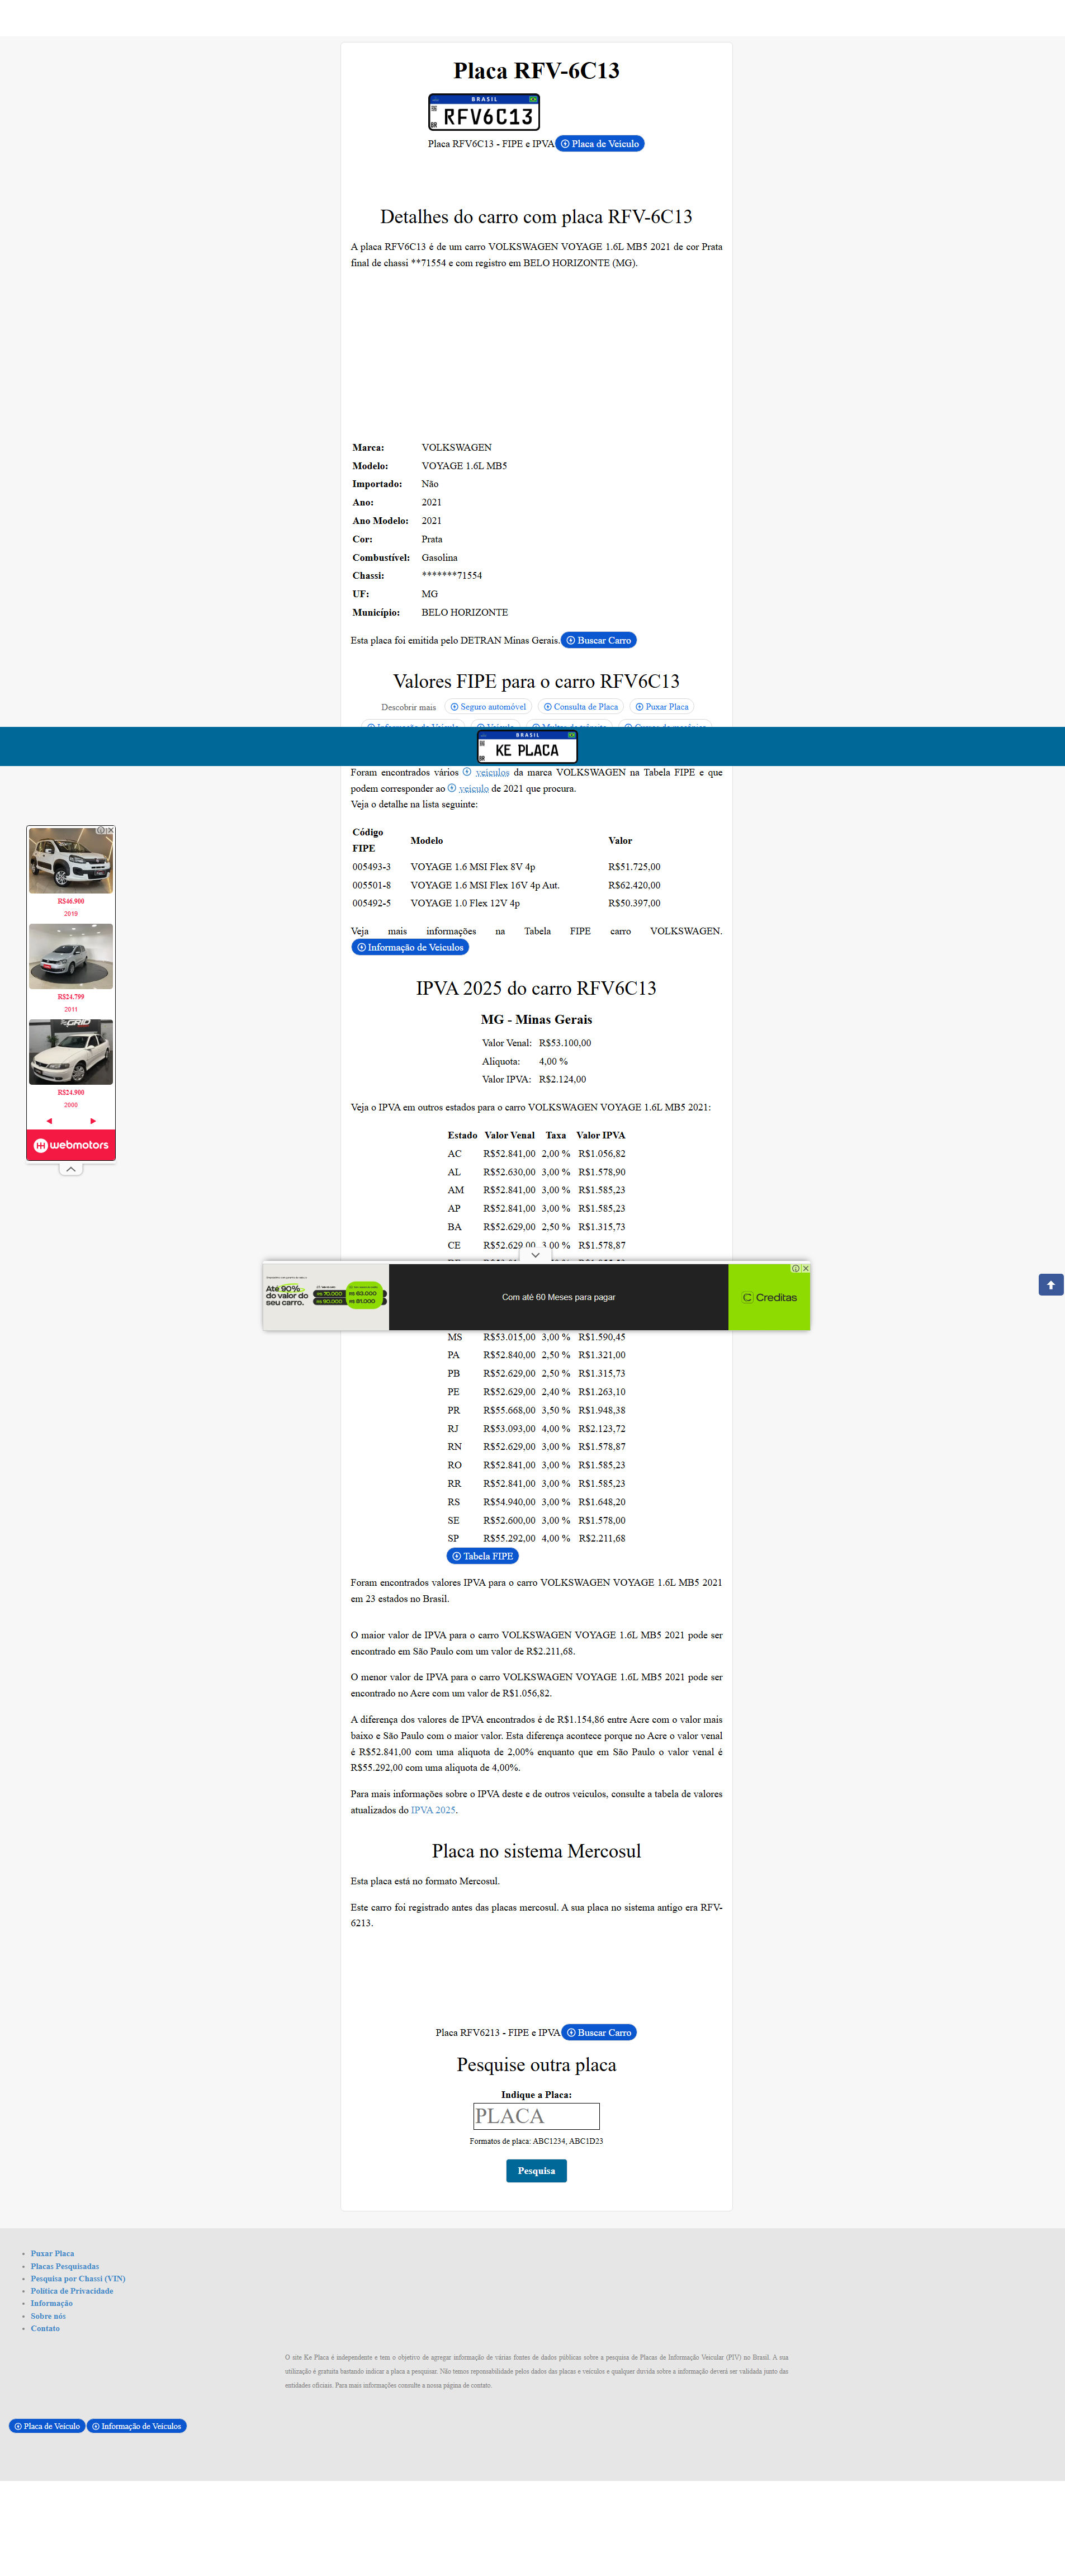 Placa RFV-6C13
BRASIL
RFV6C13
BR
Placa RFV6C13 - FIPE e IPVA Placa de Veículo
Detalhes do carro com placa RFV-6C13
A placa RFV6C13 é de um carro VOLKSWAGEN VOYAGE 1.6L MB5 2021 de cor Prata
final de chassi **71554 e com registro em BELO HORIZONTE (MG).
Marca: VOLKSWAGEN
Modelo: VOYAGE 1.6L MB5
Importado: Não
Ano: 2021
Ano Modelo: 2021
Cor: Prata
Combustível: Gasolina
Chassi: *******71554
UF: MG
Município: BELO HORIZONTE
Esta placa foi emitida pelo DETRAN Minas Gerais. Buscar Carro
Valores FIPE para o carro RFV6C13
Descobrir mais Seguro automóvel Consulta de Placa Puxar Placa
BRASIL
KE PLACA
BR
Foram encontrados vários veículos da marca VOLKSWAGEN na Tabela FIPE e que
podem corresponder ao veículo de 2021 que procura.
Veja o detalhe na lista seguinte:
Código FIPE Modelo Valor
005493-3 VOYAGE 1.6 MSI Flex 8V 4p R$51.725,00
005501-8 VOYAGE 1.6 MSI Flex 16V 4p Aut. R$62.420,00
005492-5 VOYAGE 1.0 Flex 12V 4p R$50.397,00
Veja mais informações na Tabela FIPE carro VOLKSWAGEN.
Informação de Veículos
R$46.900
2019
R$24.799
2011
R$24.900
2000
webmotors
IPVA 2025 do carro RFV6C13
MG - Minas Gerais
Valor Venal: R$53.100,00
Aliquota: 4,00 %
Valor IPVA: R$2.124,00
Veja o IPVA em outros estados para o carro VOLKSWAGEN VOYAGE 1.6L MB5 2021:
Estado Valor Venal Taxa Valor IPVA
AC R$52.841,00 2,00 % R$1.056,82
AL R$52.630,00 3,00 % R$1.578,90
AM R$52.841,00 3,00 % R$1.585,23
AP R$52.841,00 3,00 % R$1.585,23
BA R$52.629,00 2,50 % R$1.315,73
CE R$52.629,00 3,00 % R$1.578,87
Até 90%
do valor do
seu carro.
R$ 70.000 R$ 63.000
R$ 90.000 R$ 81.000
Com até 60 Meses para pagar
Creditas
MS R$53.015,00 3,00 % R$1.590,45
PA R$52.840,00 2,50 % R$1.321,00
PB R$52.629,00 2,50 % R$1.315,73
PE R$52.629,00 2,40 % R$1.263,10
PR R$55.668,00 3,50 % R$1.948,38
RJ R$53.093,00 4,00 % R$2.123,72
RN R$52.629,00 3,00 % R$1.578,87
RO R$52.841,00 3,00 % R$1.585,23
RR R$52.841,00 3,00 % R$1.585,23
RS R$54.940,00 3,00 % R$1.648,20
SE R$52.600,00 3,00 % R$1.578,00
SP R$55.292,00 4,00 % R$2.211,68
Tabela FIPE
Foram encontrados valores IPVA para o carro VOLKSWAGEN VOYAGE 1.6L MB5 2021
em 23 estados no Brasil.
O maior valor de IPVA para o carro VOLKSWAGEN VOYAGE 1.6L MB5 2021 pode ser
encontrado em São Paulo com um valor de R$2.211,68.
O menor valor de IPVA para o carro VOLKSWAGEN VOYAGE 1.6L MB5 2021 pode ser
encontrado no Acre com um valor de R$1.056,82.
A diferença dos valores de IPVA encontrados é de R$1.154,86 entre Acre com o valor mais
baixo e São Paulo com o maior valor. Esta diferença acontece porque no Acre o valor venal
é R$52.841,00 com uma aliquota de 2,00% enquanto que em São Paulo o valor venal é
R$55.292,00 com uma aliquota de 4,00%.
Para mais informações sobre o IPVA deste e de outros veículos, consulte a tabela de valores
atualizados do IPVA 2025.
Placa no sistema Mercosul
Esta placa está no formato Mercosul.
Este carro foi registrado antes das placas mercosul. A sua placa no sistema antigo era RFV-
6213.
Placa RFV6213 - FIPE e IPVA Buscar Carro
Pesquise outra placa
Indique a Placa:
PLACA
Formatos de placa: ABC1234, ABC1D23
Pesquisa
Puxar Placa
Placas Pesquisadas
Pesquisa por Chassi (VIN)
Política de Privacidade
Informação
Sobre nós
Contato
O site Ke Placa é independente e tem o objetivo de agregar informação de várias fontes de dados públicas sobre a pesquisa de Placas de Informação Veicular (PIV) no Brasil. A sua
utilização é gratuita bastando indicar a placa a pesquisar. Não temos reponsabilidade pelos dados das placas e veículos e qualquer duvida sobre a informação deverá ser validada junto das
entidades oficiais. Para mais informações consulte a nossa página de contato.
Placa de Veículo Informação de Veículos